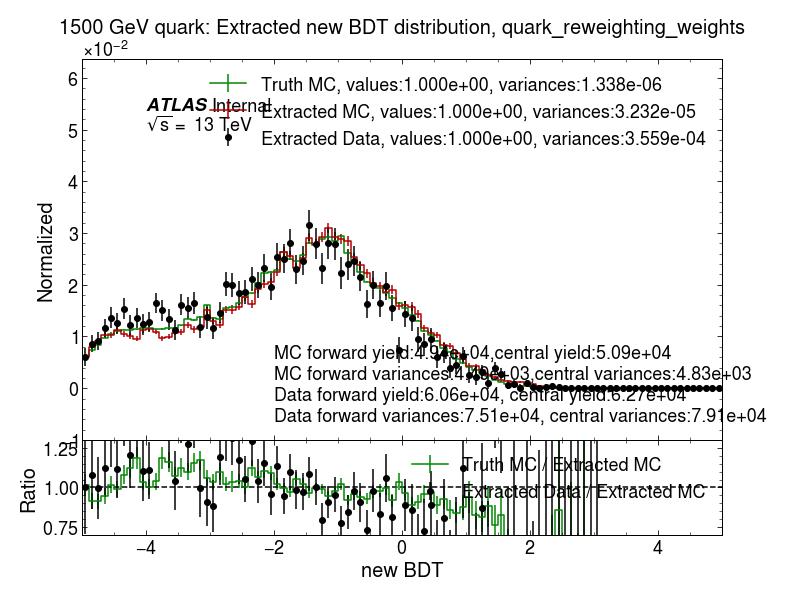 1500 GeV quark: Extracted new BDT distribution, quark_reweighting_weights
×10⁻²
Truth MC, values:1.000e+00, variances:1.338e-06
ATLAS Internal
Extracted MC, values:1.000e+00, variances:3.232e-05
√s = 13 TeV
Extracted Data, values:1.000e+00, variances:3.559e-04
6
5
4
3
2
1
0
Normalized
MC forward yield: central yield:5.09e+04
MC forward variances: central variances:4.83e+03
Data forward yield:6.06e+04, central yield:6.27e+04
Data forward variances:7.51e+04, central variances:7.91e+04
1.25
1.00
0.75
Ratio
Truth MC / Extracted MC
Extracted Data / Extracted MC
−4
−2
0
2
4
new BDT